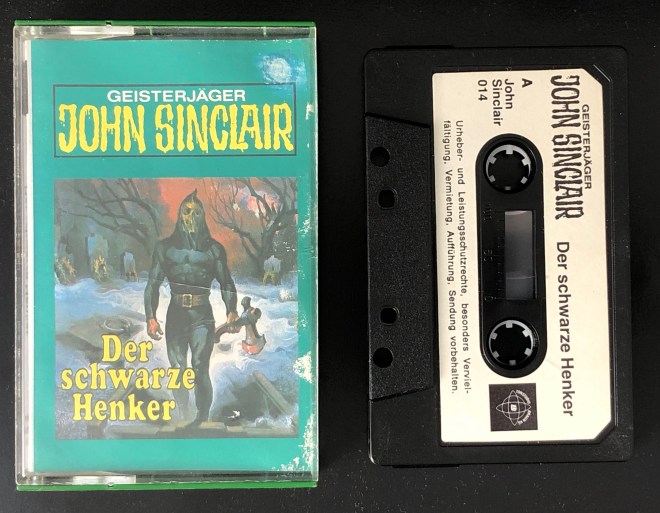 GEISTERJÄGER
JOHN SINCLAIR
Der
schwarze
Henker
GEISTERJÄGER
JOHN SINCLAIR
Der schwarze Henker
A
John
Sinclair
014
Urheber- und Leistungsschutzrechte, besonders Verviel-
fältigung, Vermietung, Aufführung, Sendung vorbehalten.